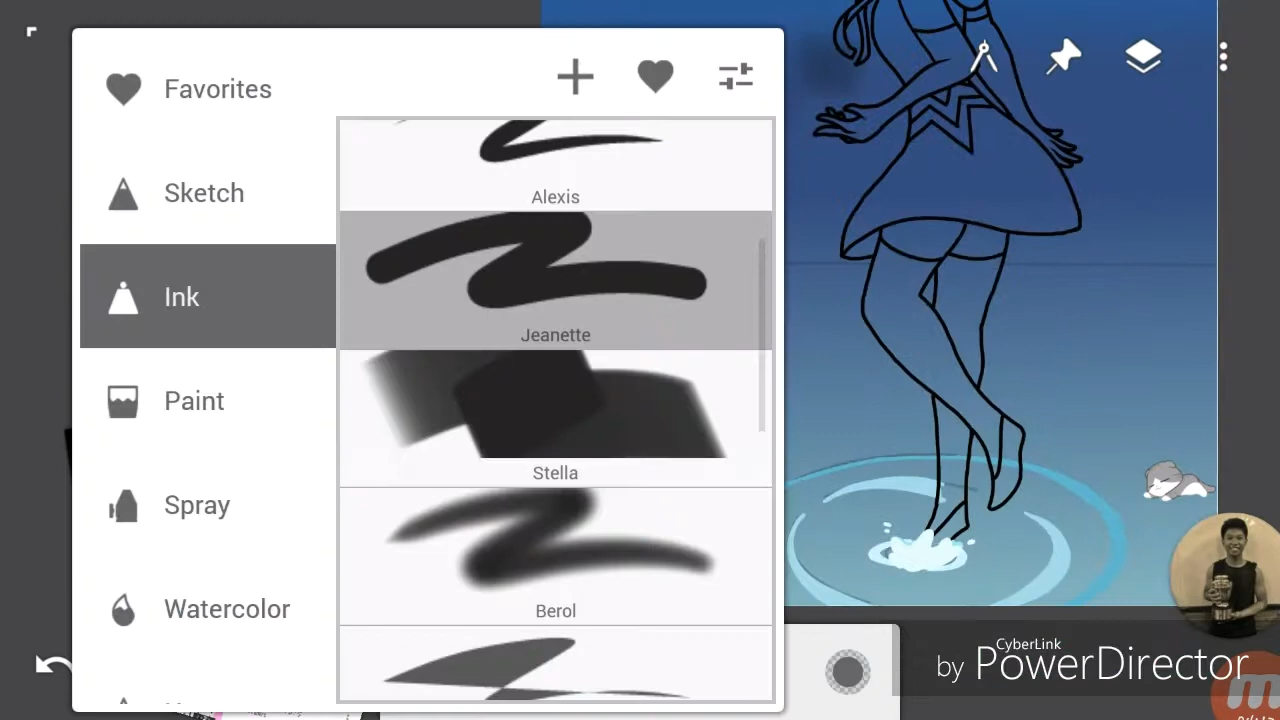 Favorites
Sketch
Ink
Paint
Spray
Watercolor
Alexis
Jeanette
Stella
Berol
by CyberLink PowerDirector